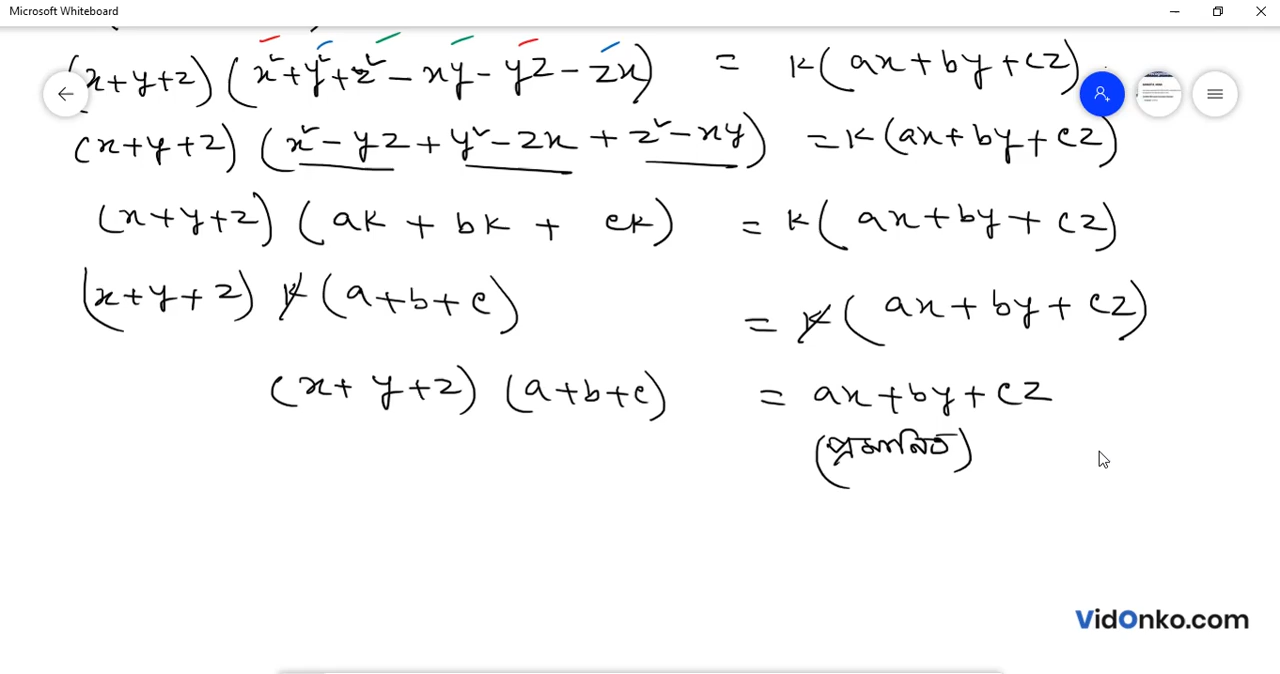 Microsoft Whiteboard
(x+y+z) (x²+y²+z²-xy-yz-zx) = k(ax+by+cz)
(x+y+z) (x²-yz+y²-zx+z²-xy) = k(ax+by+cz)
(x+y+z) (ak+bk+ck) = k(ax+by+cz)
(x+y+z) k(a+b+c) = k(ax+by+cz)
(x+y+z) (a+b+c) = ax+by+cz
(প্রমানিত)
VidOnko.com